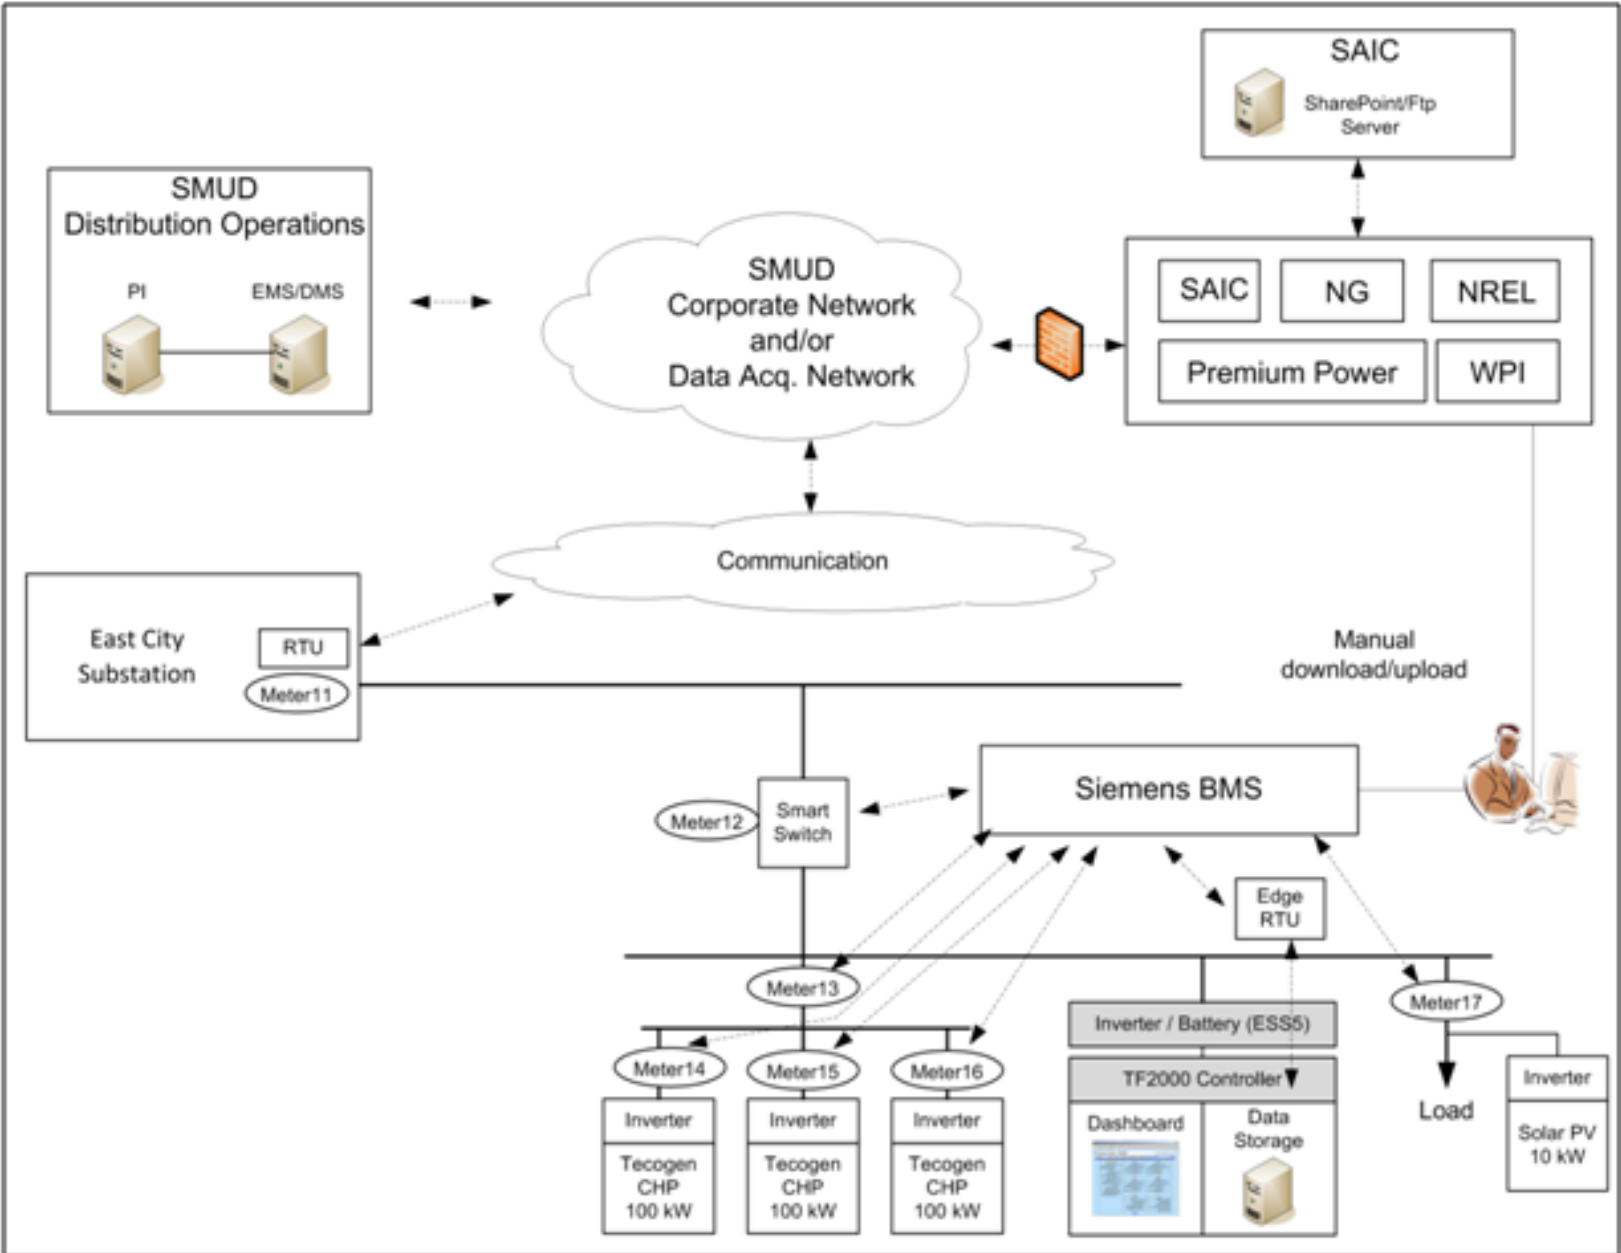 SAIC
SharePoint/Ftp
Server
SMUD
Distribution Operations
PI
EMS/DMS
SMUD
Corporate Network
and/or
Data Acq. Network
SAIC
NG
NREL
Premium Power
WPI
Communication
East City
Substation
RTU
Meter11
Manual
download/upload
Siemens BMS
Meter12
Smart
Switch
Edge
RTU
Meter13
Meter17
Inverter / Battery (ESS5)
TF2000 Controller
Dashboard
Data
Storage
Load
Inverter
Solar PV
10 kW
Meter14
Meter15
Meter16
Inverter
Tecogen
CHP
100 kW
Inverter
Tecogen
CHP
100 kW
Inverter
Tecogen
CHP
100 kW